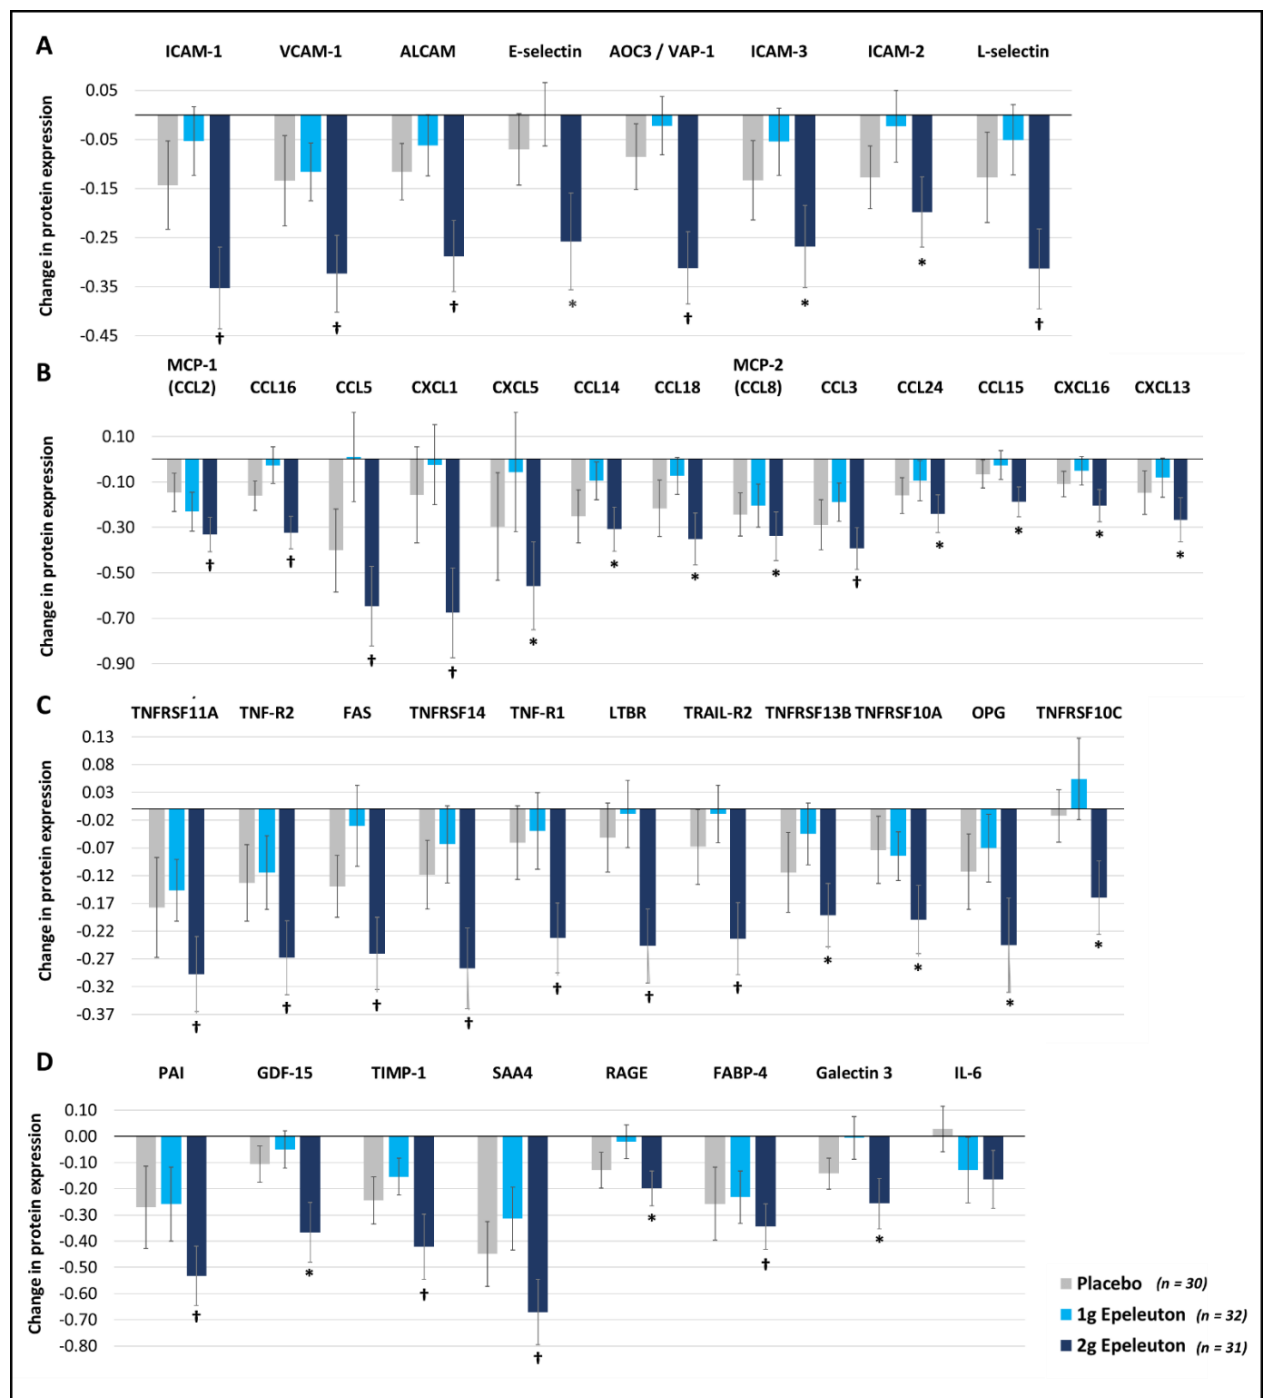 A
ICAM-1 VCAM-1 ALCAM E-selectin AOC3 / VAP-1 ICAM-3 ICAM-2 L-selectin
Change in protein expression
0.05
-0.05
-0.15
-0.25
-0.35
-0.45
† † † * † * * †
B
MCP-1 (CCL2) CCL16 CCL5 CXCL1 CXCL5 CCL14 CCL18 MCP-2 (CCL8) CCL3 CCL24 CCL15 CXCL16 CXCL13
Change in protein expression
0.10
-0.10
-0.30
-0.50
-0.70
-0.90
† † † † * * * * † * * * *
C
TNFRSF11A TNF-R2 FAS TNFRSF14 TNF-R1 LTBR TRAIL-R2 TNFRSF13B TNFRSF10A OPG TNFRSF10C
Change in protein expression
0.13
0.08
0.03
-0.02
-0.07
-0.12
-0.17
-0.22
-0.27
-0.32
-0.37
† † † † † † † * * * *
D
PAI GDF-15 TIMP-1 SAA4 RAGE FABP-4 Galectin 3 IL-6
Change in protein expression
0.10
0.00
-0.10
-0.20
-0.30
-0.40
-0.50
-0.60
-0.70
-0.80
† * † † * † *
Placebo (n = 30)
1g Epeleuton (n = 32)
2g Epeleuton (n = 31)